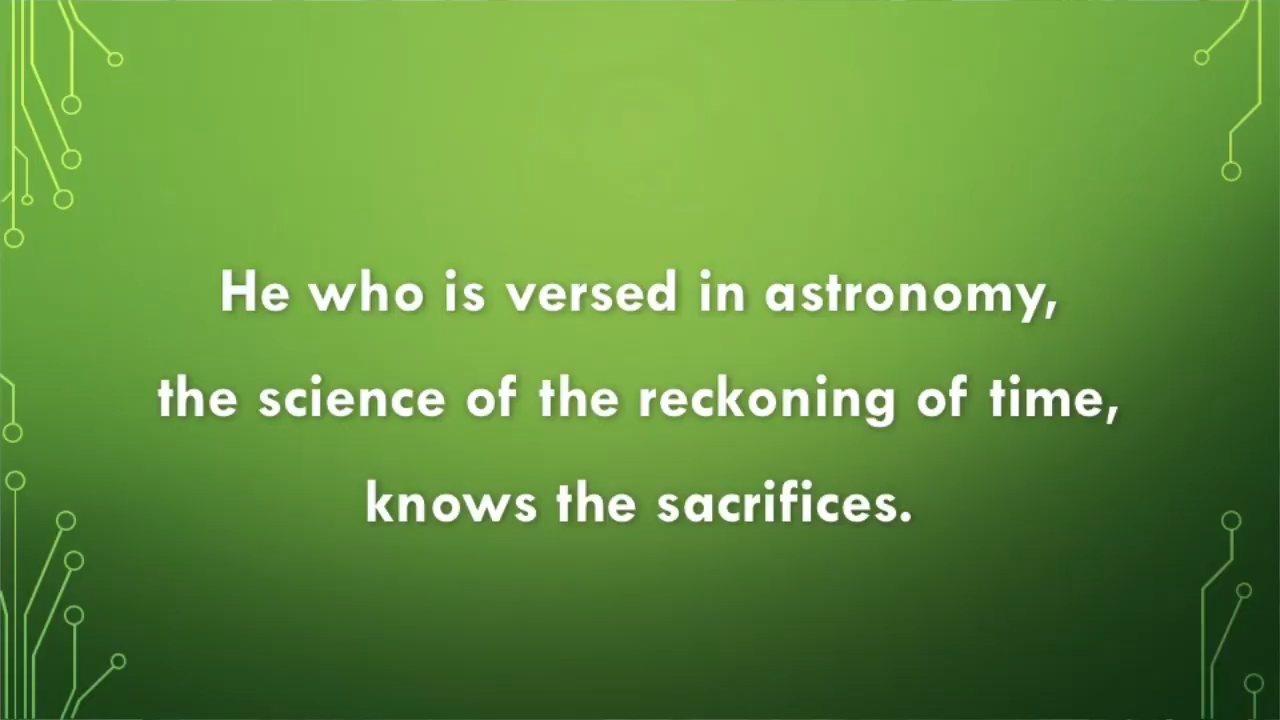 He who is versed in astronomy,
the science of the reckoning of time,
knows the sacrifices.